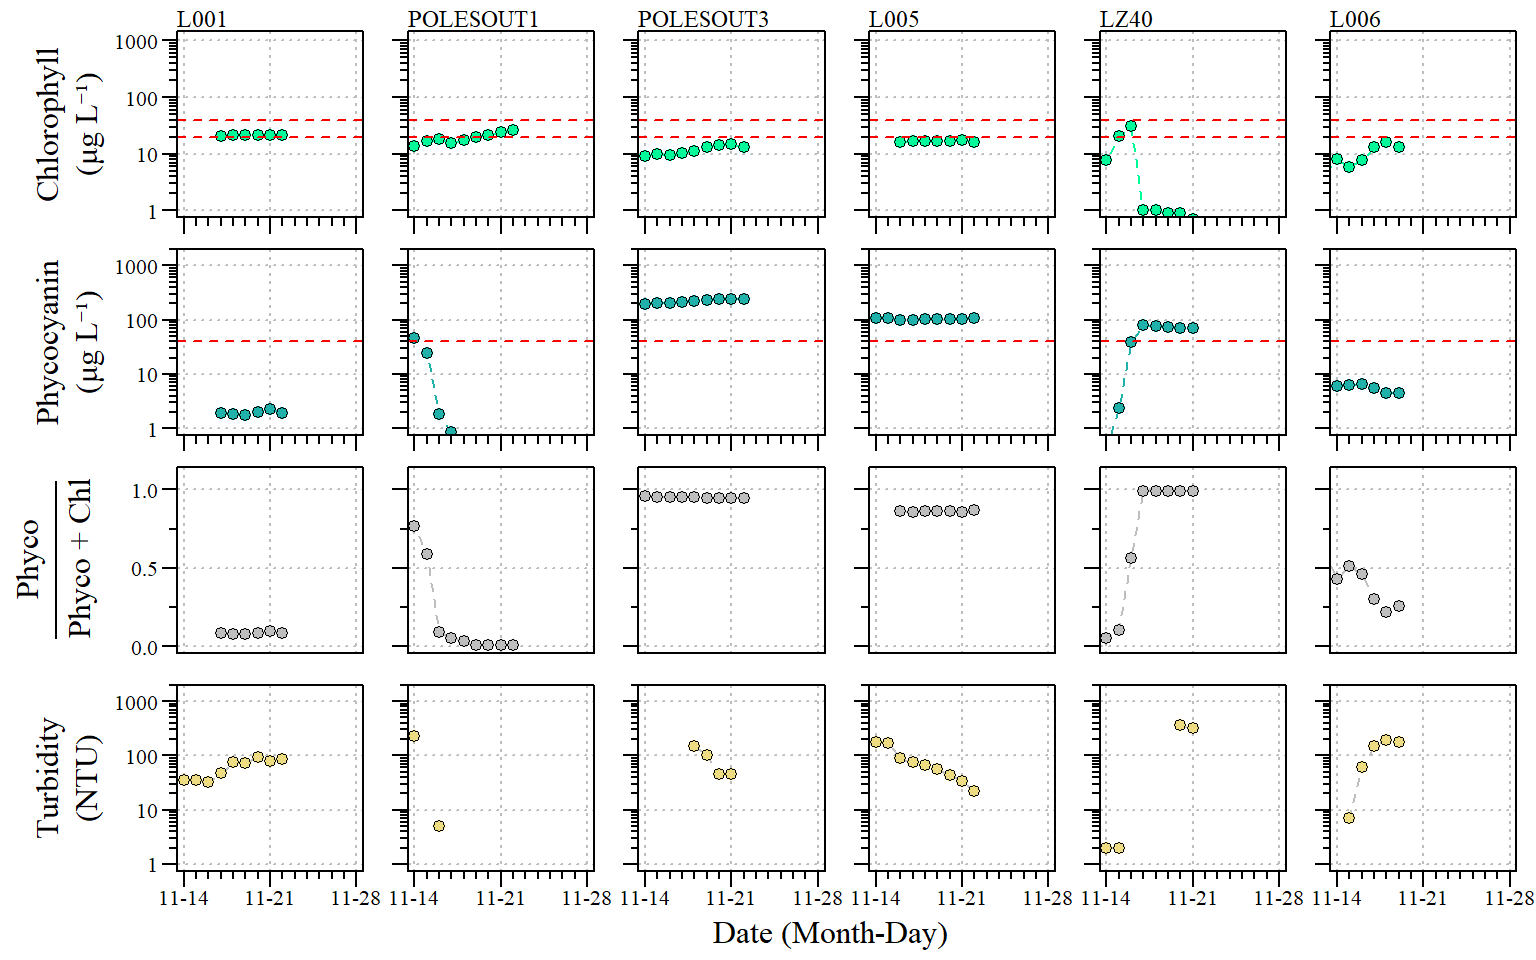 L001 POLESOUT1 POLESOUT3 L005 LZ40 L006
Chlorophyll
(µg L⁻¹)
1000
100
10
1
Phycocyanin
(µg L⁻¹)
1000
100
10
1
Phyco
Phyco + Chl
1.0
0.5
0.0
Turbidity
(NTU)
1000
100
10
1
11-14 11-21 11-28 11-14 11-21 11-28 11-14 11-21 11-28 11-14 11-21 11-28 11-14 11-21 11-28 11-14 11-21 11-28
Date (Month-Day)